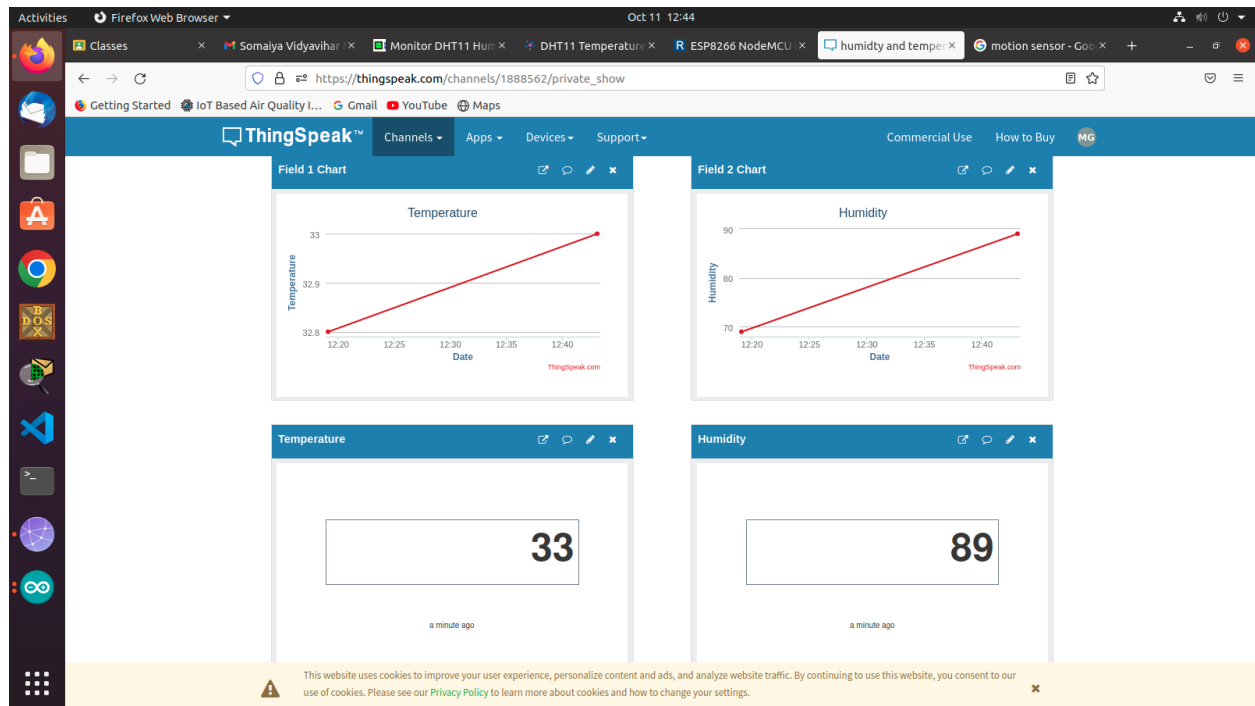 Activities Firefox Web Browser Oct 11 12:44
Classes Somaiya Vidyavihar Monitor DHT11 Hum DHT11 Temperature ESP8266 NodeMCU humidty and temper motion sensor - Goo
https://thingspeak.com/channels/1888562/private_show
Getting Started IoT Based Air Quality I... Gmail YouTube Maps
ThingSpeak™ Channels Apps Devices Support Commercial Use How to Buy MG
Field 1 Chart
Temperature
Temperature
33
32.9
32.8
12:20 12:25 12:30 12:35 12:40
Date
ThingSpeak.com
Field 2 Chart
Humidity
Humidity
90
80
70
12:20 12:25 12:30 12:35 12:40
Date
ThingSpeak.com
Temperature
33
a minute ago
Humidity
89
a minute ago
This website uses cookies to improve your user experience, personalize content and ads, and analyze website traffic. By continuing to use this website, you consent to our
use of cookies. Please see our Privacy Policy to learn more about cookies and how to change your settings.